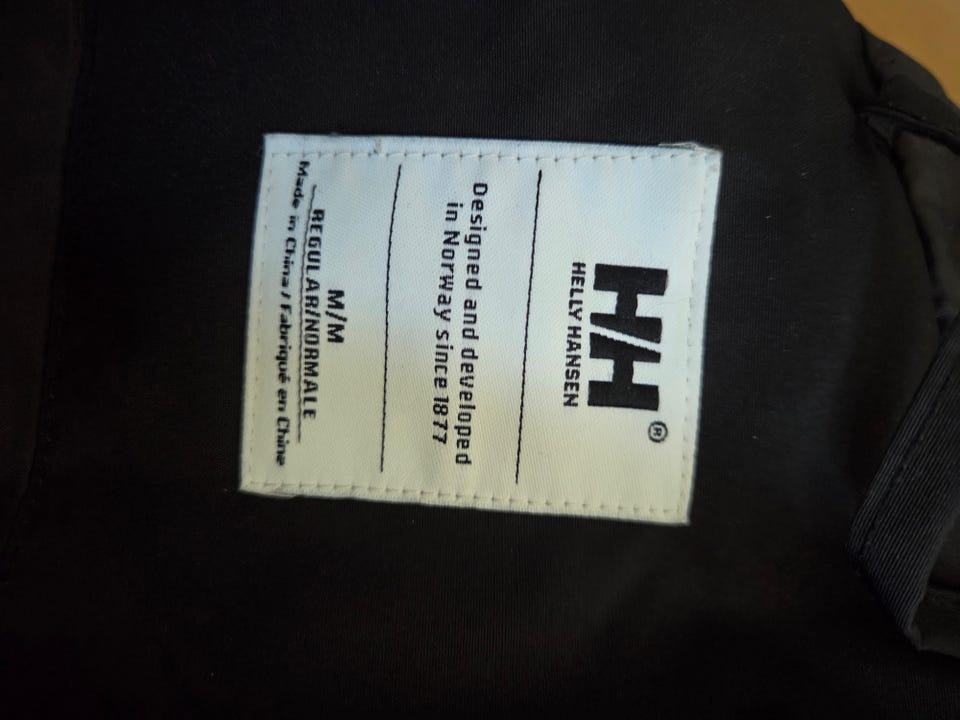 HH®
HELLY HANSEN
Designed and developed
in Norway since 1877
M/M
REGULAR/NORMALE
Made in China / Fabriqué en Chine